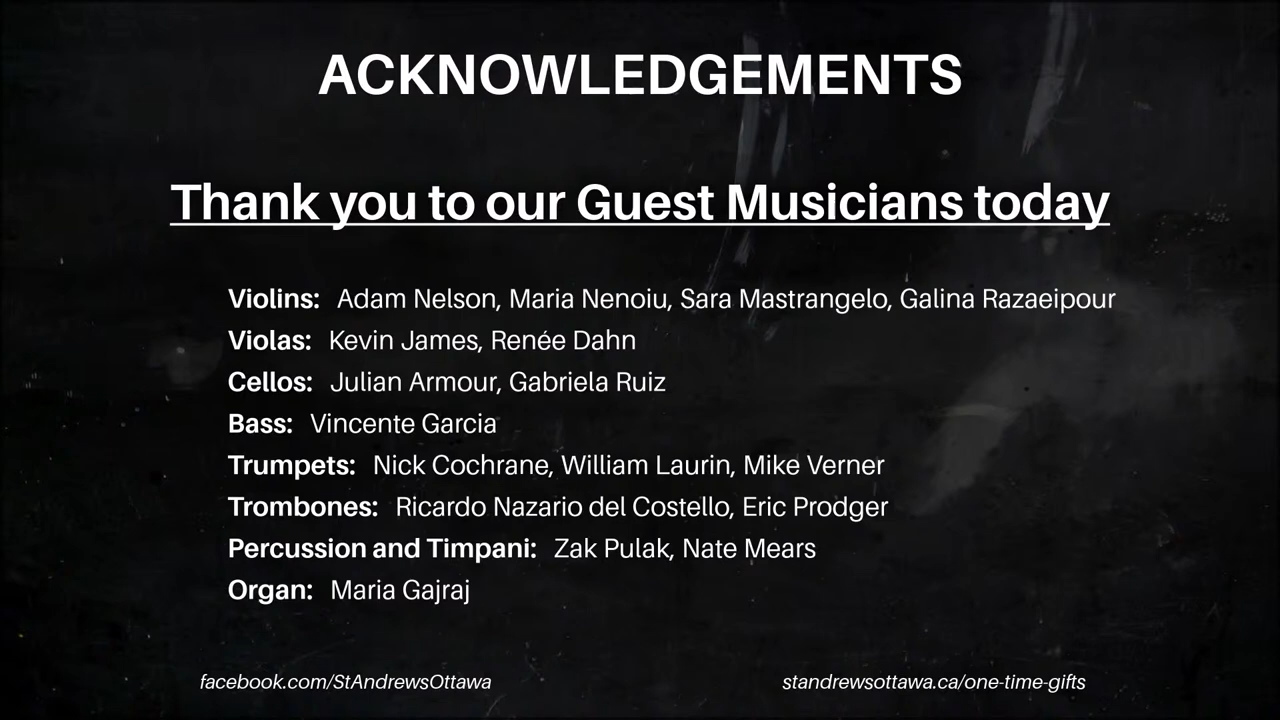 ACKNOWLEDGEMENTS
Thank you to our Guest Musicians today
Violins: Adam Nelson, Maria Nenoiu, Sara Mastrangelo, Galina Razaeipour
Violas: Kevin James, Renée Dahn
Cellos: Julian Armour, Gabriela Ruiz
Bass: Vincente Garcia
Trumpets: Nick Cochrane, William Laurin, Mike Verner
Trombones: Ricardo Nazario del Costello, Eric Prodger
Percussion and Timpani: Zak Pulak, Nate Mears
Organ: Maria Gajraj
facebook.com/StAndrewsOttawa
standrewsottawa.ca/one-time-gifts